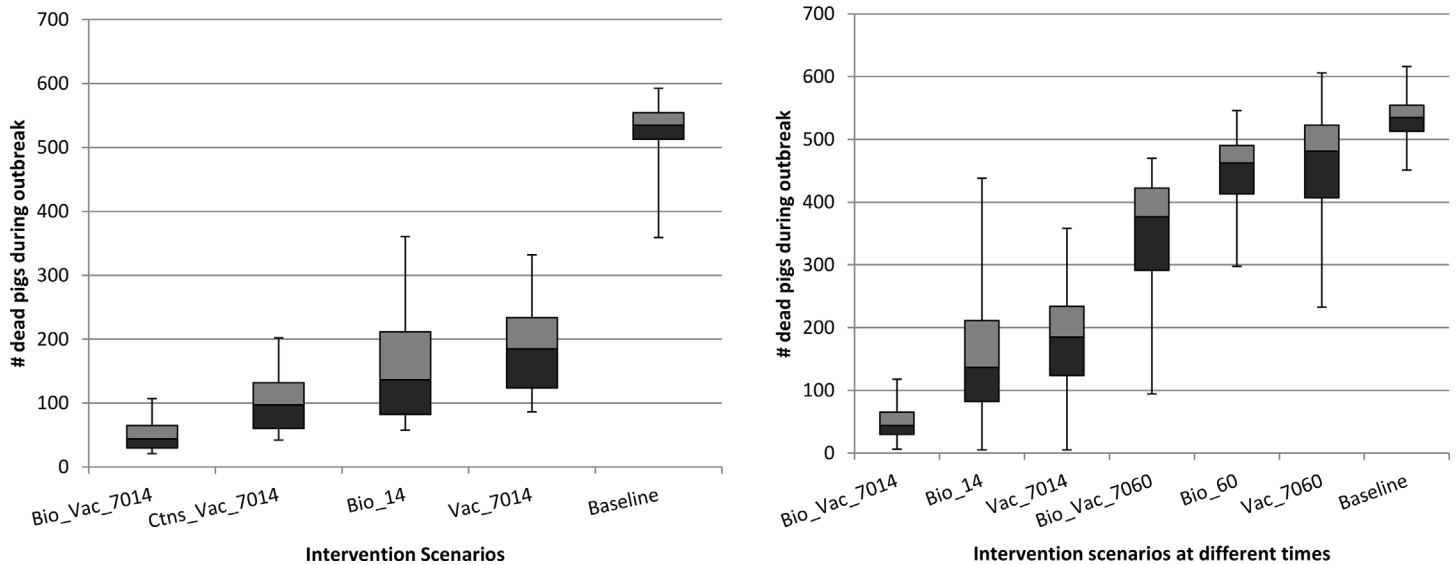 # dead pigs during outbreak
700
600
500
400
300
200
100
0
Bio_Vac_7014
Ctns_Vac_7014
Bio_14
Vac_7014
Baseline
Intervention Scenarios
# dead pigs during outbreak
700
600
500
400
300
200
100
0
Bio_Vac_7014
Bio_14
Vac_7014
Bio_Vac_7060
Bio_60
Vac_7060
Baseline
Intervention scenarios at different times